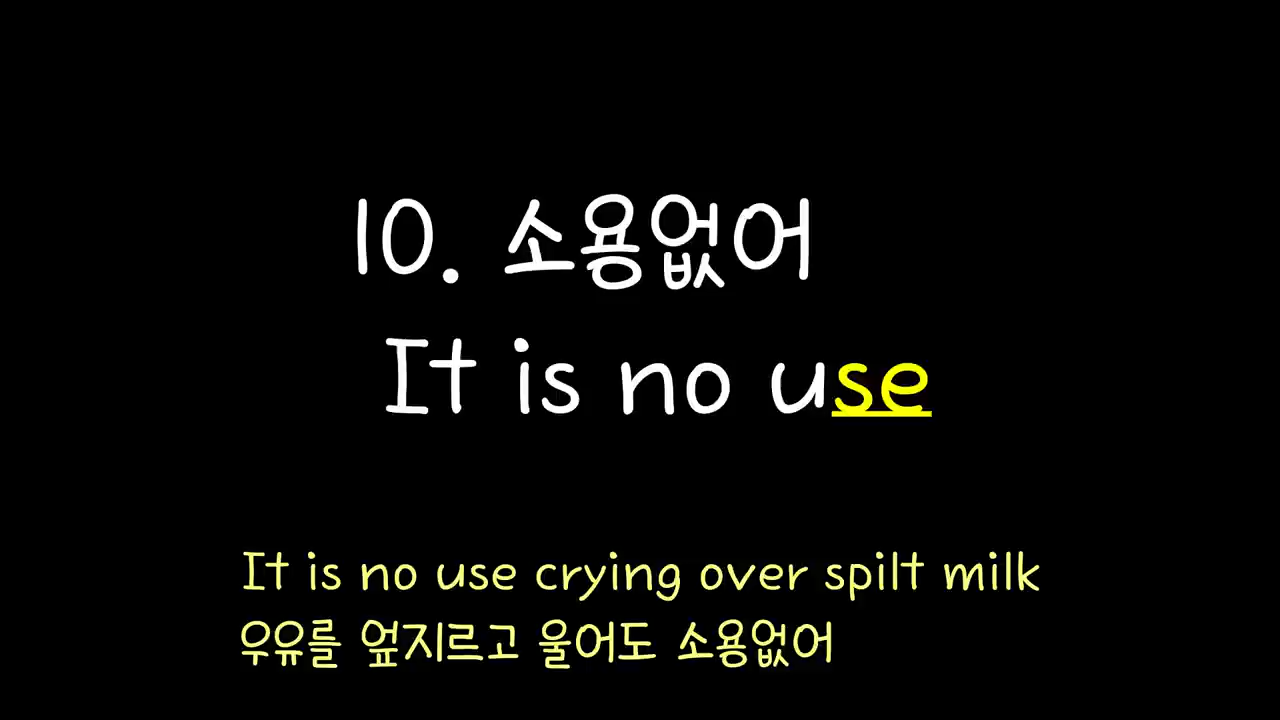 10. 소용없어
It is no use
It is no use crying over spilt milk
우유를 엎지르고 울어도 소용없어